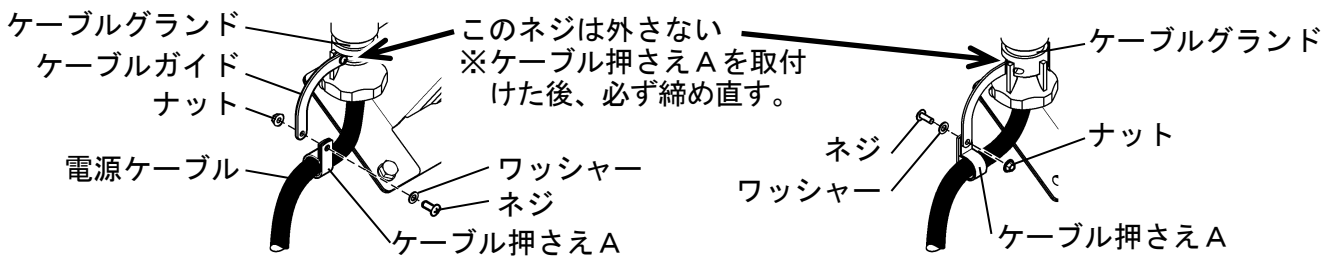 ケーブルグランド
ケーブルガイド
ナット
電源ケーブル
ワッシャー
ネジ
ケーブル押さえA
このネジは外さない
※ケーブル押さえAを取付
けた後、必ず締め直す。
ケーブルグランド
ネジ
ワッシャー
ナット
ケーブル押さえA